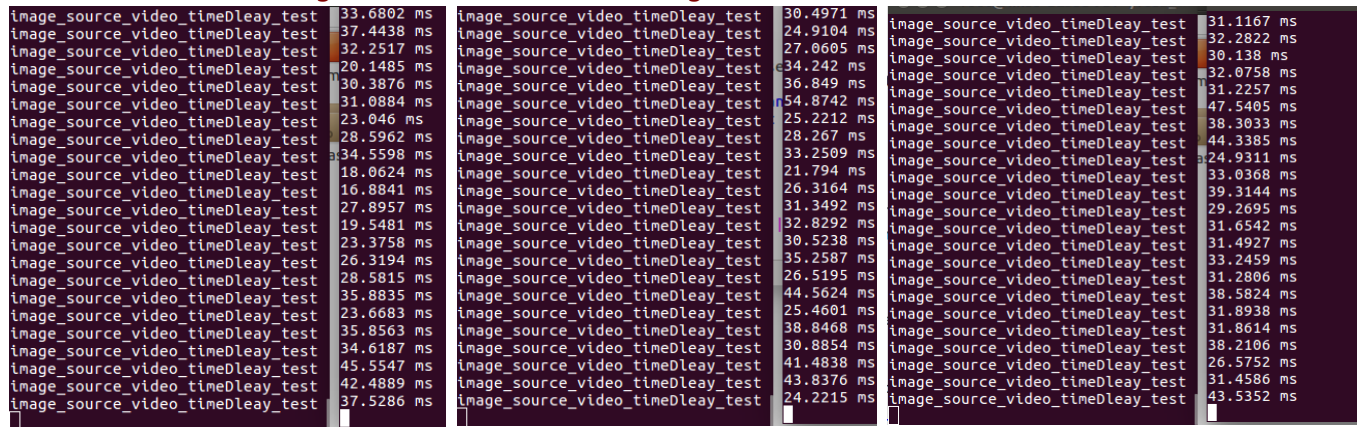 image_source_video_timeDleay_test 33.6802 ms
image_source_video_timeDleay_test 37.4438 ms
image_source_video_timeDleay_test 32.2517 ms
image_source_video_timeDleay_test 20.1485 ms
image_source_video_timeDleay_test 30.3876 ms
image_source_video_timeDleay_test 31.0884 ms
image_source_video_timeDleay_test 23.046 ms
image_source_video_timeDleay_test 28.5962 ms
image_source_video_timeDleay_test 34.5598 ms
image_source_video_timeDleay_test 18.0624 ms
image_source_video_timeDleay_test 16.8841 ms
image_source_video_timeDleay_test 27.8957 ms
image_source_video_timeDleay_test 19.5481 ms
image_source_video_timeDleay_test 23.3758 ms
image_source_video_timeDleay_test 26.3194 ms
image_source_video_timeDleay_test 28.5815 ms
image_source_video_timeDleay_test 35.8835 ms
image_source_video_timeDleay_test 23.6683 ms
image_source_video_timeDleay_test 35.8563 ms
image_source_video_timeDleay_test 34.6187 ms
image_source_video_timeDleay_test 45.5547 ms
image_source_video_timeDleay_test 42.4889 ms
image_source_video_timeDleay_test 37.5286 ms
image_source_video_timeDleay_test 30.4971 ms
image_source_video_timeDleay_test 24.9104 ms
image_source_video_timeDleay_test 27.0605 ms
image_source_video_timeDleay_test 34.242 ms
image_source_video_timeDleay_test 36.849 ms
image_source_video_timeDleay_test 54.8742 ms
image_source_video_timeDleay_test 25.2212 ms
image_source_video_timeDleay_test 28.267 ms
image_source_video_timeDleay_test 33.2509 ms
image_source_video_timeDleay_test 21.794 ms
image_source_video_timeDleay_test 26.3164 ms
image_source_video_timeDleay_test 31.3492 ms
image_source_video_timeDleay_test 32.8292 ms
image_source_video_timeDleay_test 30.5238 ms
image_source_video_timeDleay_test 35.2587 ms
image_source_video_timeDleay_test 26.5195 ms
image_source_video_timeDleay_test 44.5624 ms
image_source_video_timeDleay_test 25.4601 ms
image_source_video_timeDleay_test 38.8468 ms
image_source_video_timeDleay_test 30.8854 ms
image_source_video_timeDleay_test 41.4838 ms
image_source_video_timeDleay_test 43.8376 ms
image_source_video_timeDleay_test 24.2215 ms
image_source_video_timeDleay_test 31.1167 ms
image_source_video_timeDleay_test 32.2822 ms
image_source_video_timeDleay_test 30.138 ms
image_source_video_timeDleay_test 32.0758 ms
image_source_video_timeDleay_test 31.2257 ms
image_source_video_timeDleay_test 47.5405 ms
image_source_video_timeDleay_test 38.3033 ms
image_source_video_timeDleay_test 44.3385 ms
image_source_video_timeDleay_test 24.9311 ms
image_source_video_timeDleay_test 33.0368 ms
image_source_video_timeDleay_test 39.3144 ms
image_source_video_timeDleay_test 29.2695 ms
image_source_video_timeDleay_test 31.6542 ms
image_source_video_timeDleay_test 31.4927 ms
image_source_video_timeDleay_test 33.2459 ms
image_source_video_timeDleay_test 31.2806 ms
image_source_video_timeDleay_test 38.5824 ms
image_source_video_timeDleay_test 31.8938 ms
image_source_video_timeDleay_test 31.8614 ms
image_source_video_timeDleay_test 38.2106 ms
image_source_video_timeDleay_test 26.5752 ms
image_source_video_timeDleay_test 31.4586 ms
image_source_video_timeDleay_test 43.5352 ms